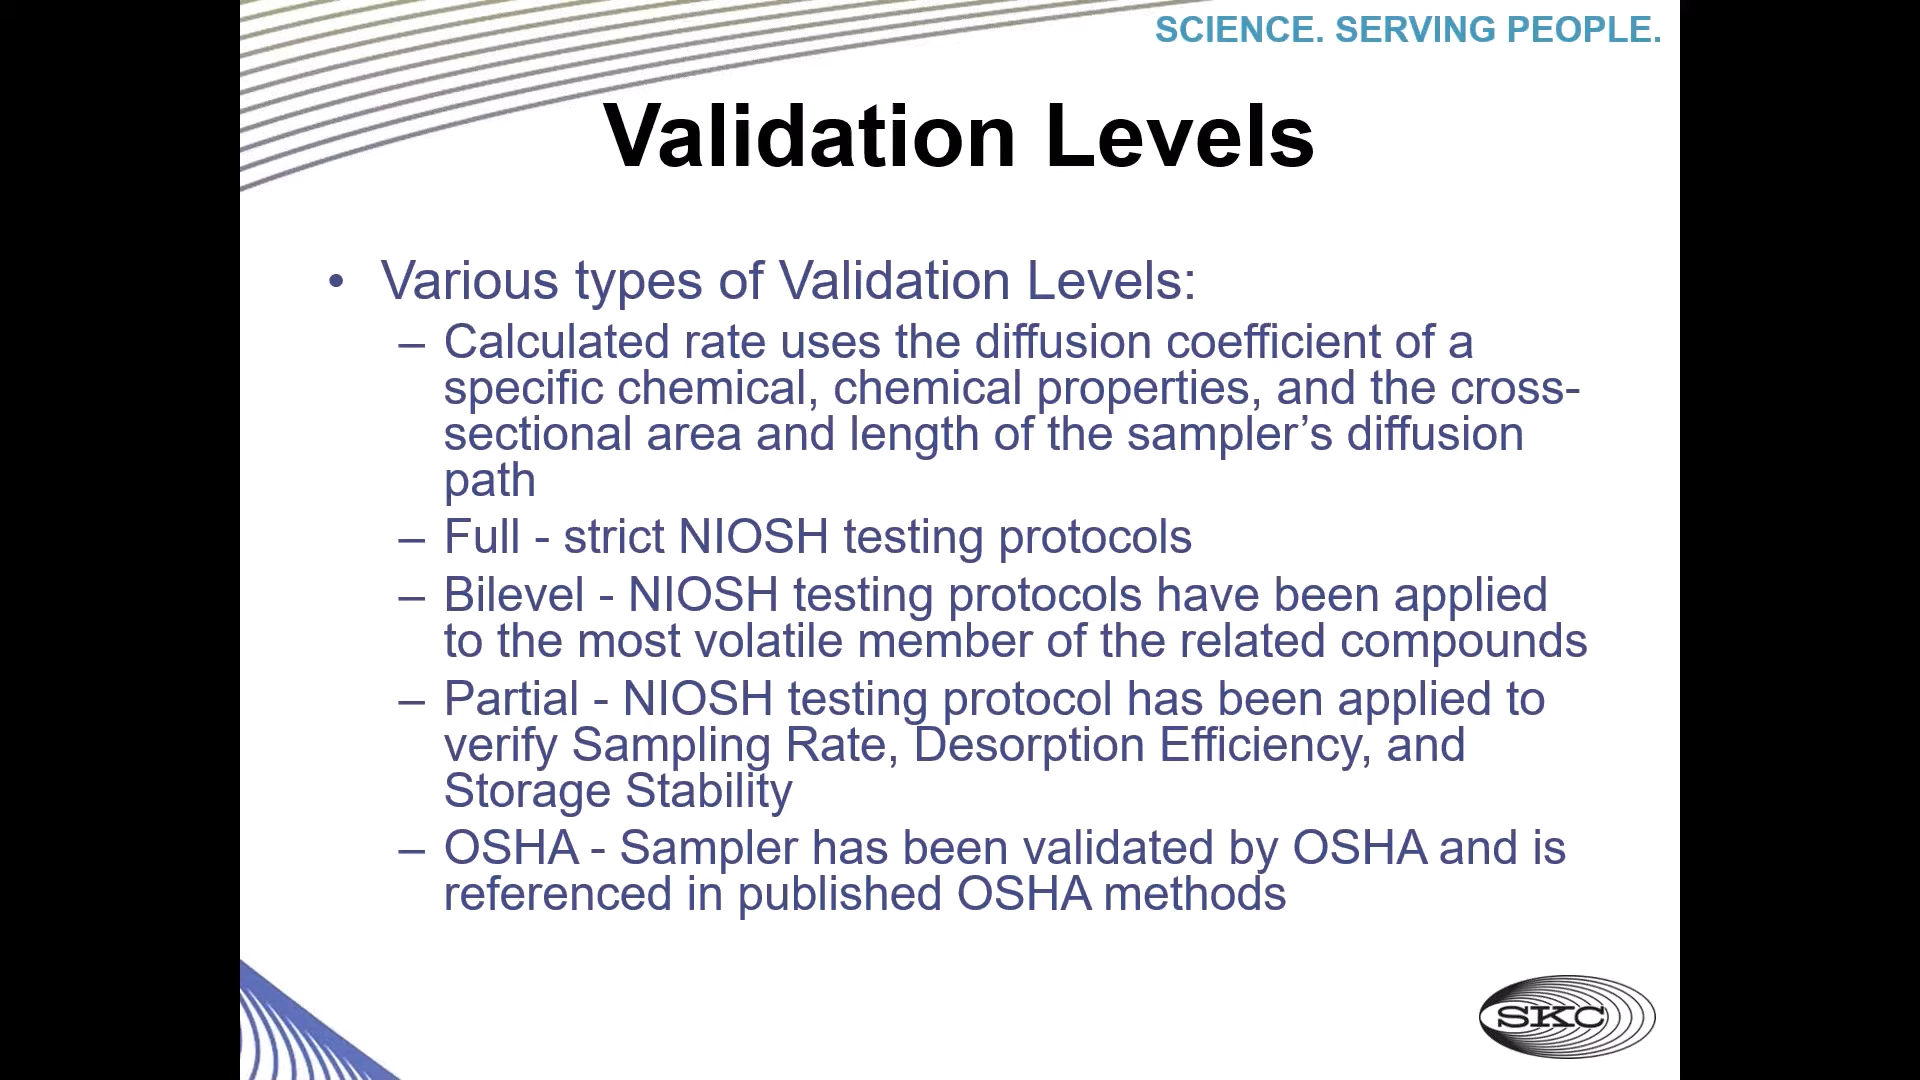 SCIENCE. SERVING PEOPLE.
Validation Levels
• Various types of Validation Levels:
– Calculated rate uses the diffusion coefficient of a
specific chemical, chemical properties, and the cross-
sectional area and length of the sampler’s diffusion
path
– Full - strict NIOSH testing protocols
– Bilevel - NIOSH testing protocols have been applied
to the most volatile member of the related compounds
– Partial - NIOSH testing protocol has been applied to
verify Sampling Rate, Desorption Efficiency, and
Storage Stability
– OSHA - Sampler has been validated by OSHA and is
referenced in published OSHA methods
SKC